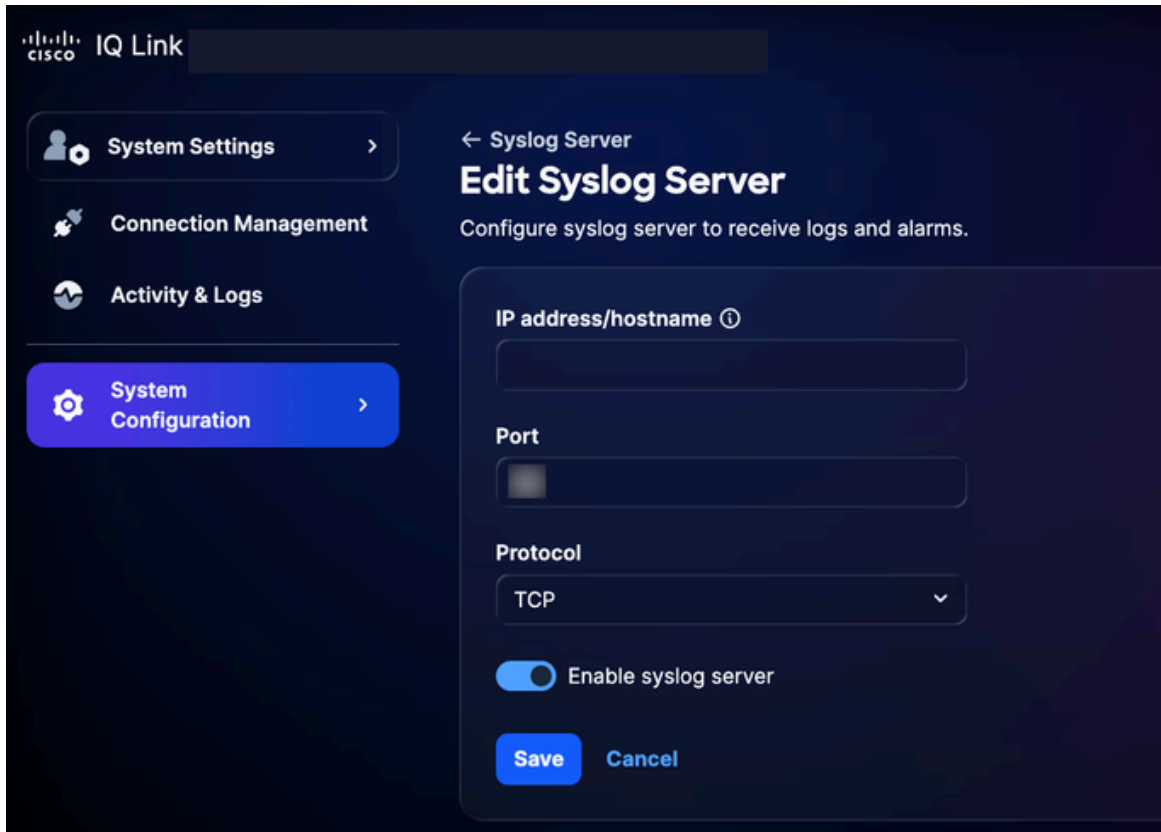 cisco IQ Link
System Settings
Connection Management
Activity & Logs
System
Configuration
← Syslog Server
Edit Syslog Server
Configure syslog server to receive logs and alarms.
IP address/hostname
Port
Protocol
TCP
Enable syslog server
Save Cancel